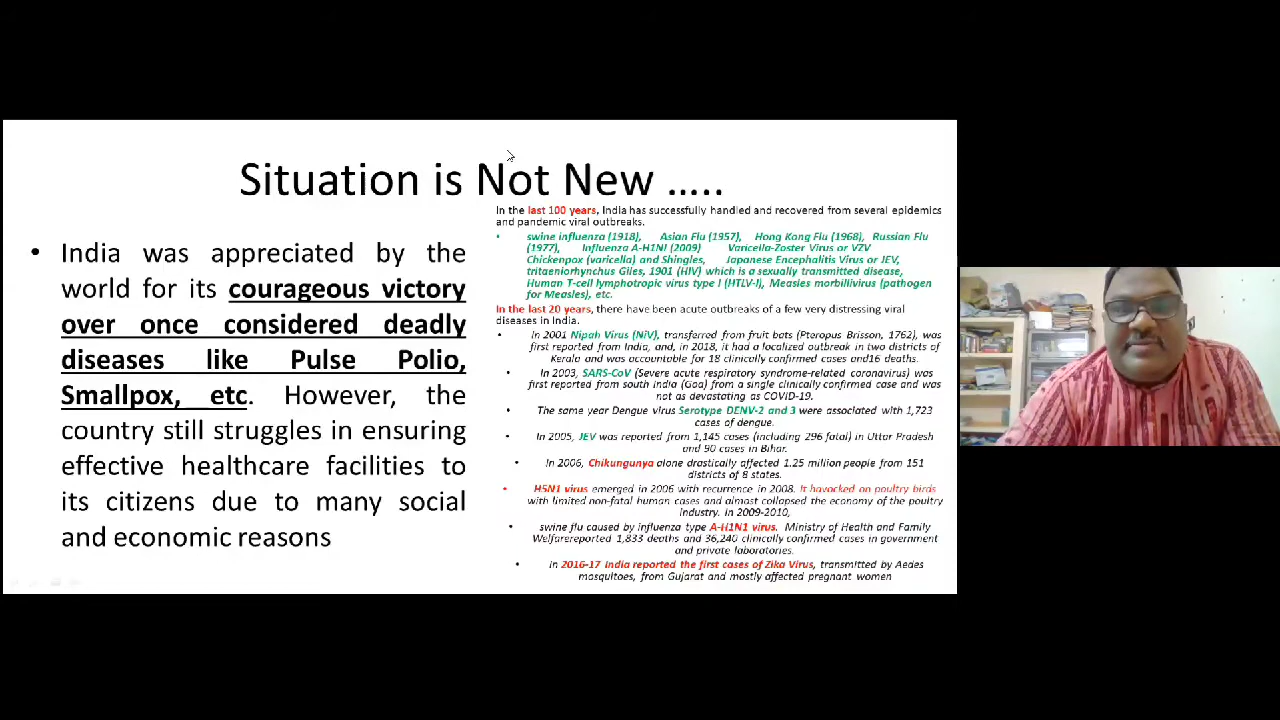 Situation is Not New .....
• India was appreciated by the
world for its courageous victory
over once considered deadly
diseases like Pulse Polio,
Smallpox, etc. However, the
country still struggles in ensuring
effective healthcare facilities to
its citizens due to many social
and economic reasons
In the last 100 years, India has successfully handled and recovered from several epidemics
and pandemic viral outbreaks.
• swine influenza (1918), Asian Flu (1957), Hong Kong Flu (1968), Russian Flu
(1977), Influenza A-H1NI (2009) Varicella-Zoster Virus or VZV
Chickenpox (varicella) and Shingles, Japanese Encephalitis Virus or JEV,
tritaeniorhynchus Giles, 1901 (HIV) which is a sexually transmitted disease,
Human T-cell lymphotropic virus type I (HTLV-I), Measles morbillivirus (pathogen
for Measles), etc.
In the last 20 years, there have been acute outbreaks of a few very distressing viral
diseases in India.
• In 2001 Nipah Virus (NiV), transferred from fruit bats (Pteropus Brisson, 1762), was
first reported from India, and, in 2018, it had a localized outbreak in two districts of
Kerala and was accountable for 18 clinically confirmed cases and16 deaths.
• In 2003, SARS-CoV (Severe acute respiratory syndrome-related coronavirus) was
first reported from south India (Goa) from a single clinically confirmed case and was
not as devastating as COVID-19.
• The same year Dengue virus Serotype DENV-2 and 3 were associated with 1,723
cases of dengue.
• In 2005, JEV was reported from 1,145 cases (including 296 fatal) in Uttar Pradesh
and 90 cases in Bihar.
• In 2006, Chikungunya alone drastically affected 1.25 million people from 151
districts of 8 states.
• H5N1 virus emerged in 2006 with recurrence in 2008. It havocked on poultry birds
with limited non-fatal human cases and almost collapsed the economy of the poultry
industry. In 2009-2010,
• swine flu caused by influenza type A-H1N1 virus. Ministry of Health and Family
Welfarereported 1,833 deaths and 36,240 clinically confirmed cases in government
and private laboratories.
• In 2016-17 India reported the first cases of Zika Virus, transmitted by Aedes
mosquitoes, from Gujarat and mostly affected pregnant women